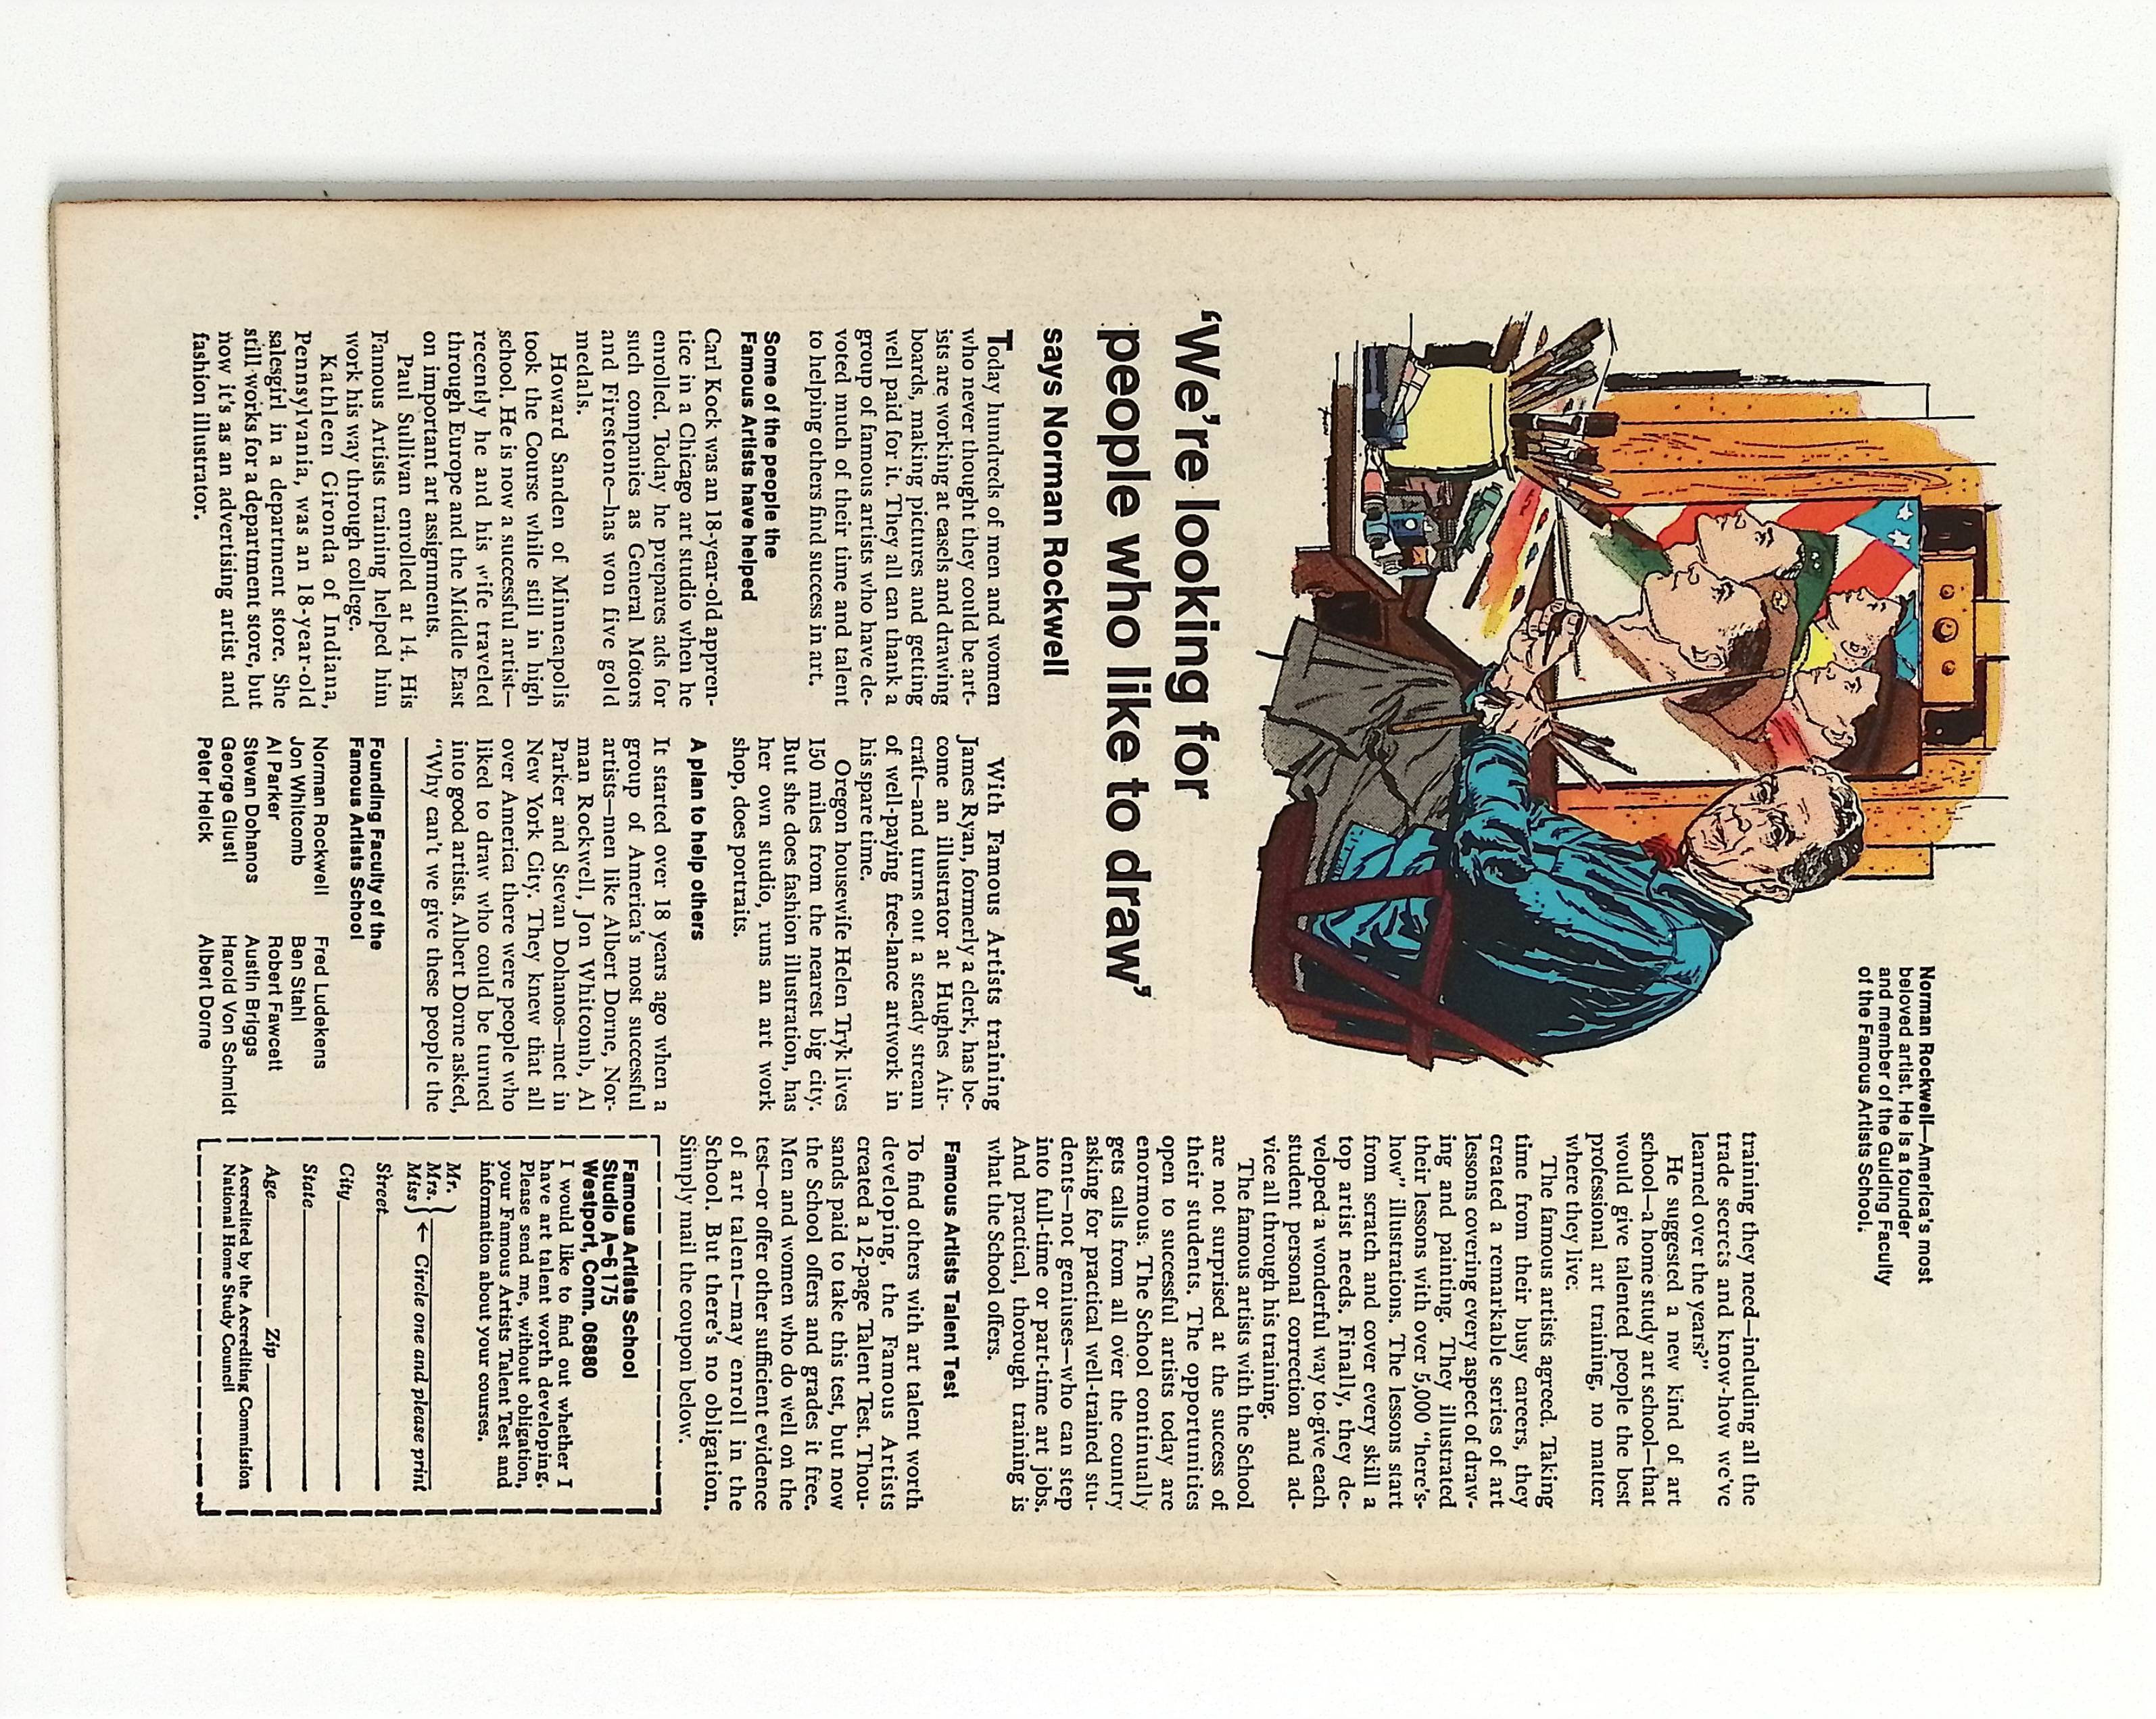 Norman Rockwell—America's most
beloved artist. He is a founder
and member of the Guiding Faculty
of the Famous Artists School.
'We're looking for
people who like to draw'
says Norman Rockwell
Today hundreds of men and women
who never thought they could be art-
ists are working at easels and drawing
boards, making pictures and getting
well paid for it. They all can thank a
group of famous artists who have de-
voted much of their time and talent
to helping others find success in art.
Some of the people the
Famous Artists have helped
Carl Kock was an 18-year-old appren-
tice in a Chicago art studio when he
enrolled. Today he prepares ads for
such companies as General Motors
and Firestone—has won five gold
medals.
Howard Sanden of Minneapolis
took the Course while still in high
school. He is now a successful artist—
recently he and his wife traveled
through Europe and the Middle East
on important art assignments.
Paul Sullivan enrolled at 14. His
Famous Artists training helped him
work his way through college.
Kathleen Gironda of Indiana,
Pennsylvania, was an 18-year-old
salesgirl in a department store. She
still works for a department store, but
now it's as an advertising artist and
fashion illustrator.
With Famous Artists training
James Ryan, formerly a clerk, has be-
come an illustrator at Hughes Air-
craft—and turns out a steady stream
of well-paying free-lance artwork in
his spare time.
Oregon housewife Helen Tryk lives
150 miles from the nearest big city.
But she does fashion illustration, has
her own studio, runs an art work
shop, does portraits.
A plan to help others
It started over 18 years ago when a
group of America's most successful
artists—men like Albert Dorne, Nor-
man Rockwell, Jon Whitcomb, Al
Parker and Stevan Dohanos—met in
New York City. They knew that all
over America there were people who
liked to draw who could be turned
into good artists. Albert Dorne asked,
"Why can't we give these people the
Founding Faculty of the
Famous Artists School
Norman Rockwell Fred Ludekens
Jon Whitcomb Ben Stahl
Al Parker Robert Fawcett
Stevan Dohanos Austin Briggs
George Giusti Harold Von Schmidt
Peter Helck Albert Dorne
training they need—including all the
trade secrets and know-how we've
learned over the years?"
He suggested a new kind of art
school—a home study art school—that
would give talented people the best
professional art training, no matter
where they live.
The famous artists agreed. Taking
time from their busy careers, they
created a remarkable series of art
lessons covering every aspect of draw-
ing and painting. They illustrated
their lessons with over 5,000 "here's-
how" illustrations. The lessons start
from scratch and cover every skill a
top artist needs. Finally, they de-
veloped a wonderful way to give each
student personal correction and ad-
vice all through his training.
The famous artists with the School
are not surprised at the success of
their students. The opportunities
open to successful artists today are
enormous. The School continually
gets calls from all over the country
asking for practical well-trained stu-
dents—not geniuses—who can step
into full-time or part-time art jobs.
And practical, thorough training is
what the School offers.
Famous Artists Talent Test
To find others with art talent worth
developing, the Famous Artists
created a 12-page Talent Test. Thou-
sands paid to take this test, but now
the School offers and grades it free.
Men and women who do well on the
test—or offer other sufficient evidence
of art talent—may enroll in the
School. But there's no obligation.
Simply mail the coupon below.
Famous Artists School
Studio A-6175
Westport, Conn. 06880
I would like to find out whether I
have art talent worth developing.
Please send me, without obligation,
your Famous Artists Talent Test and
information about your courses.
Mr.
Mrs.
Miss ← Circle one and please print
Street
City
State
Age Zip
Accredited by the Accrediting Commission
National Home Study Council